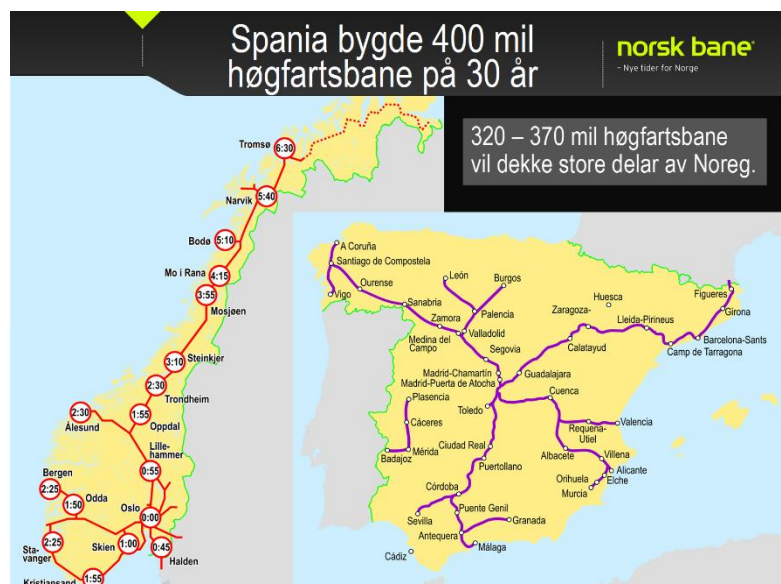 Spania bygde 400 mil
høgfartsbane på 30 år
norsk bane®
- Nye tider for Norge
320 – 370 mil høgfartsbane
vil dekke store delar av Noreg.
Tromsø
6:30
Narvik
5:40
Bodø
5:10
Mo i Rana
4:15
3:55
Mosjøen
3:10
Steinkjer
2:30
Trondheim
2:30
Ålesund
1:55
Oppdal
Lille-
hammer
0:55
Bergen
2:25
Odda
1:50
Oslo
0:00
Sta-
vanger
2:25
Skien
1:00
0:45
Halden
Kristiansand
1:55
A Coruña
Santiago de Compostela
Vigo
Ourense
Sanabria
León
Burgos
Palencia
Zamora
Valladolid
Medina del
Campo
Segovia
Huesca
Zaragoza-
Lleida-Pirineus
Figueres
Girona
Barcelona-Sants
Camp de Tarragona
Calatayud
Guadalajara
Madrid-Chamartín
Madrid-Puerta de Atocha
Toledo
Cuenca
Plasencia
Cáceres
Badajoz
Mérida
Ciudad Real
Puertollano
Requena-
Utiel
Valencia
Albacete
Villena
Alicante
Elche
Orihuela
Murcia
Córdoba
Puente Genil
Sevilla
Granada
Antequera
Málaga
Cádiz